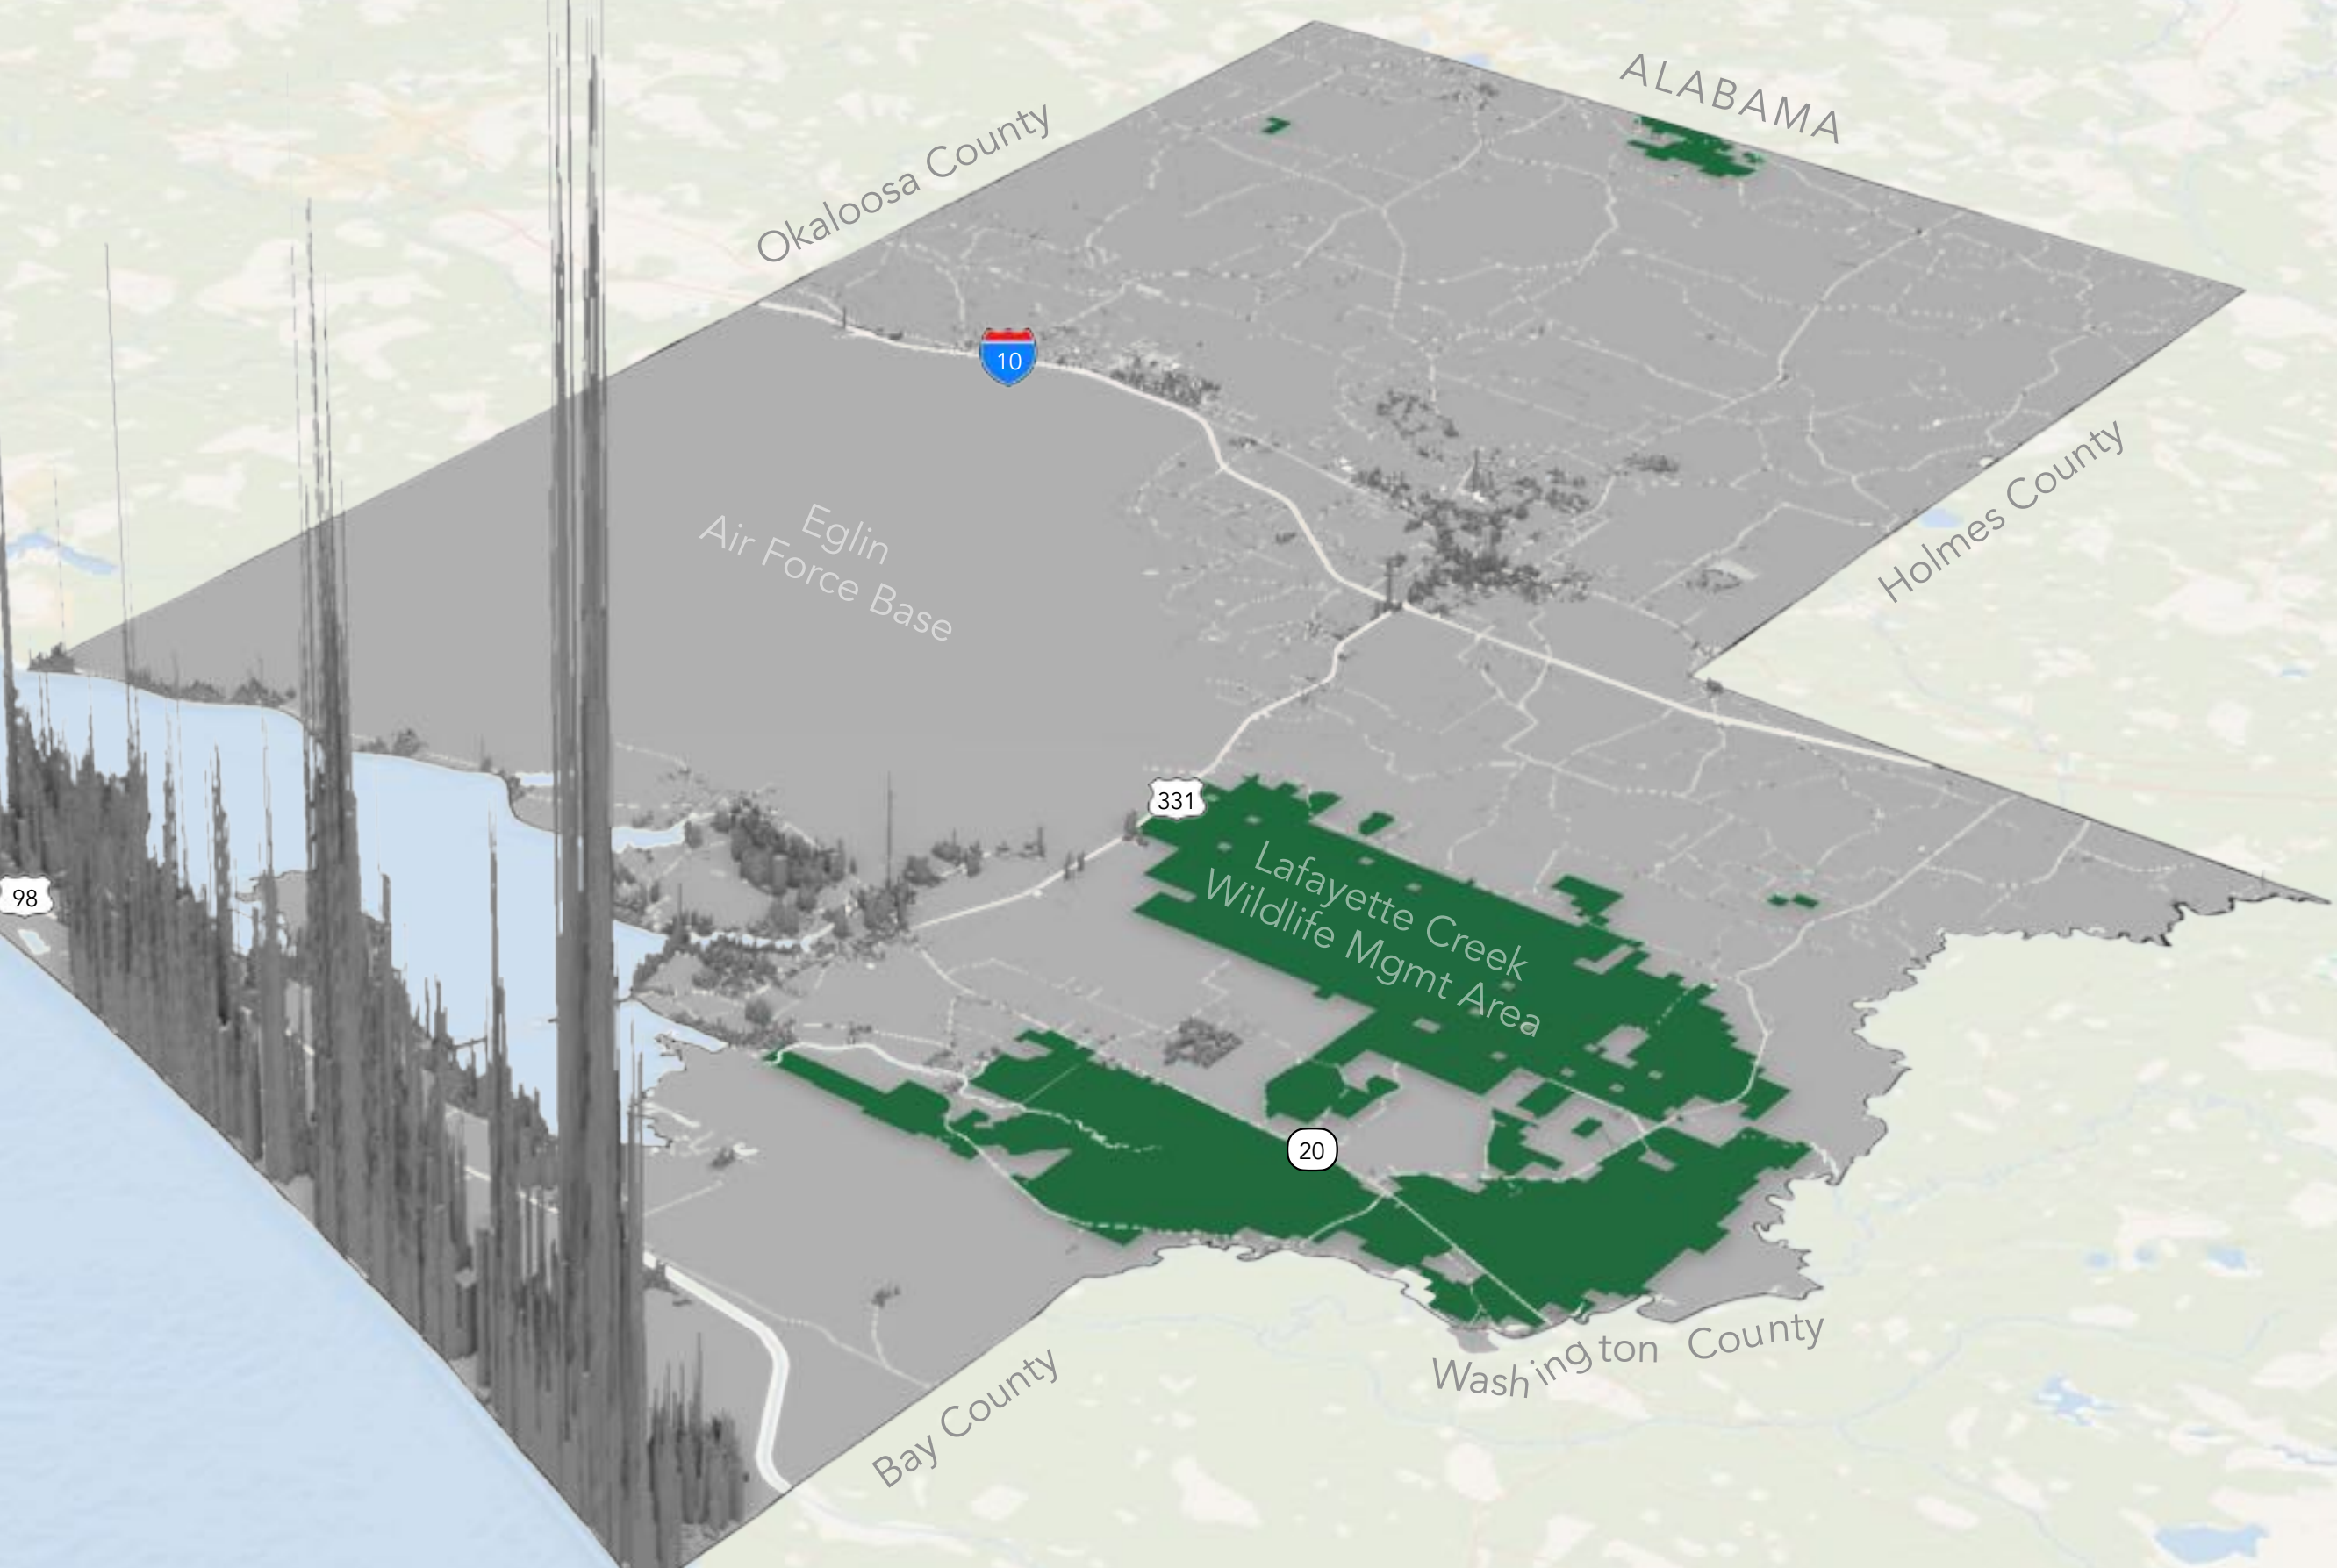 ALABAMA
Okaloosa County
10
Holmes County
Eglin
Air Force Base
331
Lafayette Creek
Wildlife Mgmt Area
98
20
Washington County
Bay County